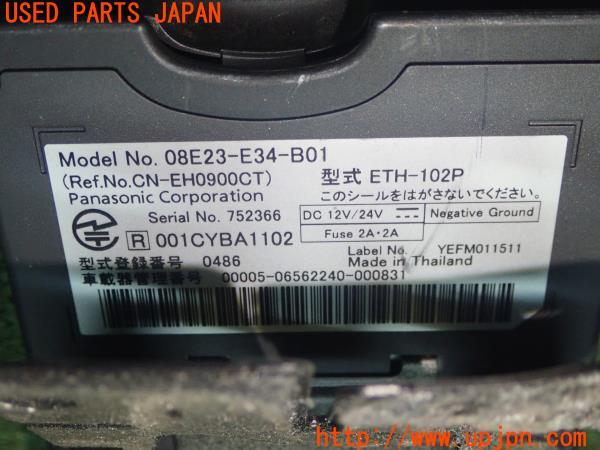 USED PARTS JAPAN
Model No. 08E23-E34-B01
(Ref.No.CN-EH0900CT)
型式 ETH-102P
Panasonic Corporation
このシールをはがさないでください。
Serial No. 752366
DC 12V/24V
Negative Ground
Fuse 2A・2A
R 001CYBA1102
Label No. YEFM011511
型式登録番号 0486
Made in Thailand
車載器管理番号 00005-06562240-000831
http://www.upjpn.com